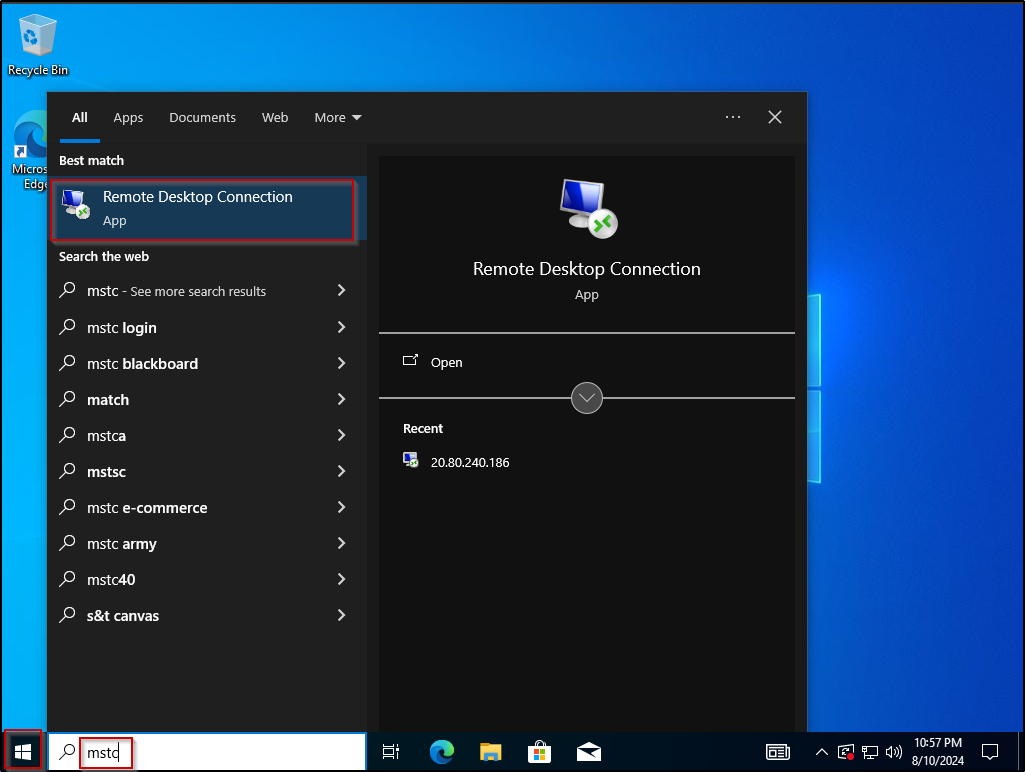 Recycle Bin
Micros
Edge
All Apps Documents Web More
Best match
Remote Desktop Connection
App
Search the web
mstc - See more search results
mstc login
mstc blackboard
match
mstca
mstsc
mstc e-commerce
mstc army
mstc40
s&t canvas
Remote Desktop Connection
App
Open
Recent
20.80.240.186
mstc
10:57 PM
8/10/2024